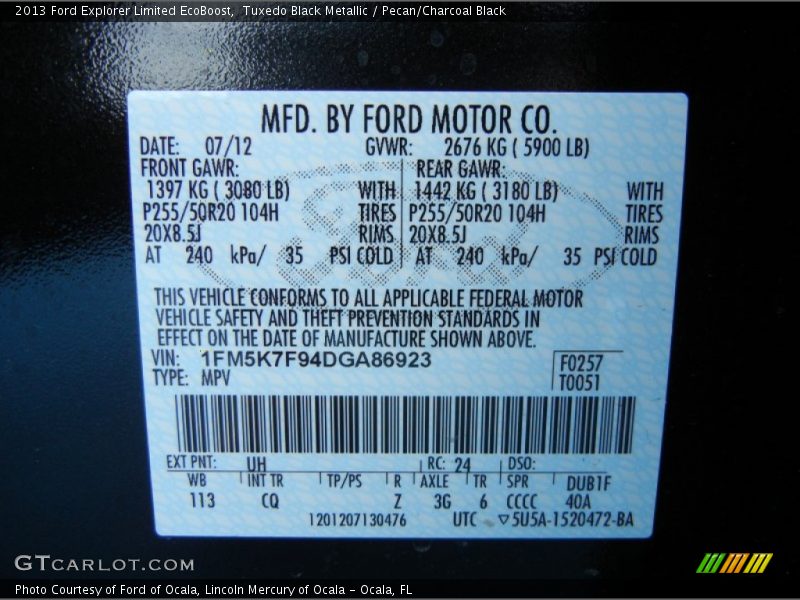 2013 Ford Explorer Limited EcoBoost, Tuxedo Black Metallic / Pecan/Charcoal Black
MFD. BY FORD MOTOR CO.
DATE: 07/12 GVWR: 2676 KG ( 5900 LB)
FRONT GAWR: REAR GAWR:
1397 KG ( 3080 LB) WITH 1442 KG ( 3180 LB) WITH
P255/50R20 104H TIRES P255/50R20 104H TIRES
20X8.5J RIMS 20X8.5J RIMS
AT 240 kPa/ 35 PSI COLD AT 240 kPa/ 35 PSI COLD
Ford
THIS VEHICLE CONFORMS TO ALL APPLICABLE FEDERAL MOTOR
VEHICLE SAFETY AND THEFT PREVENTION STANDARDS IN
EFFECT ON THE DATE OF MANUFACTURE SHOWN ABOVE.
VIN: 1FM5K7F94DGA86923 F0257
TYPE: MPV T0051
EXT PNT: UH RC: 24 DSO:
WB INT TR TP/PS R AXLE TR SPR DUB1F
113 CQ Z 3G 6 CCCC 40A
1201207130476 UTC ▽5U5A-1520472-BA
GTCARLOT.COM
Photo Courtesy of Ford of Ocala, Lincoln Mercury of Ocala - Ocala, FL